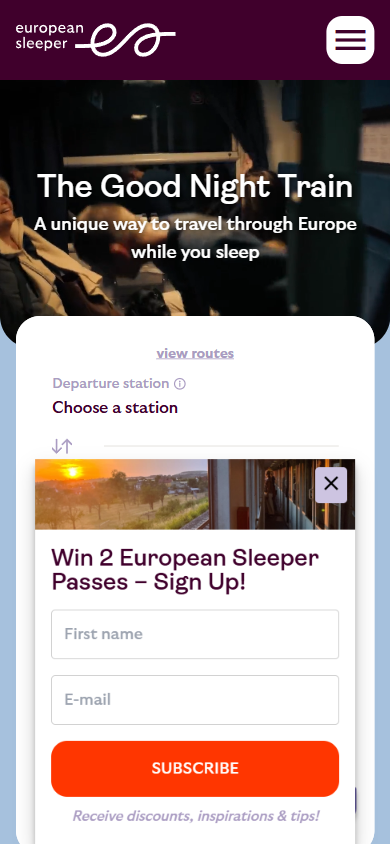 european
sleeper
The Good Night Train
A unique way to travel through Europe
while you sleep
view routes
Departure station
Choose a station
Win 2 European Sleeper
Passes – Sign Up!
First name
E-mail
SUBSCRIBE
Receive discounts, inspirations & tips!